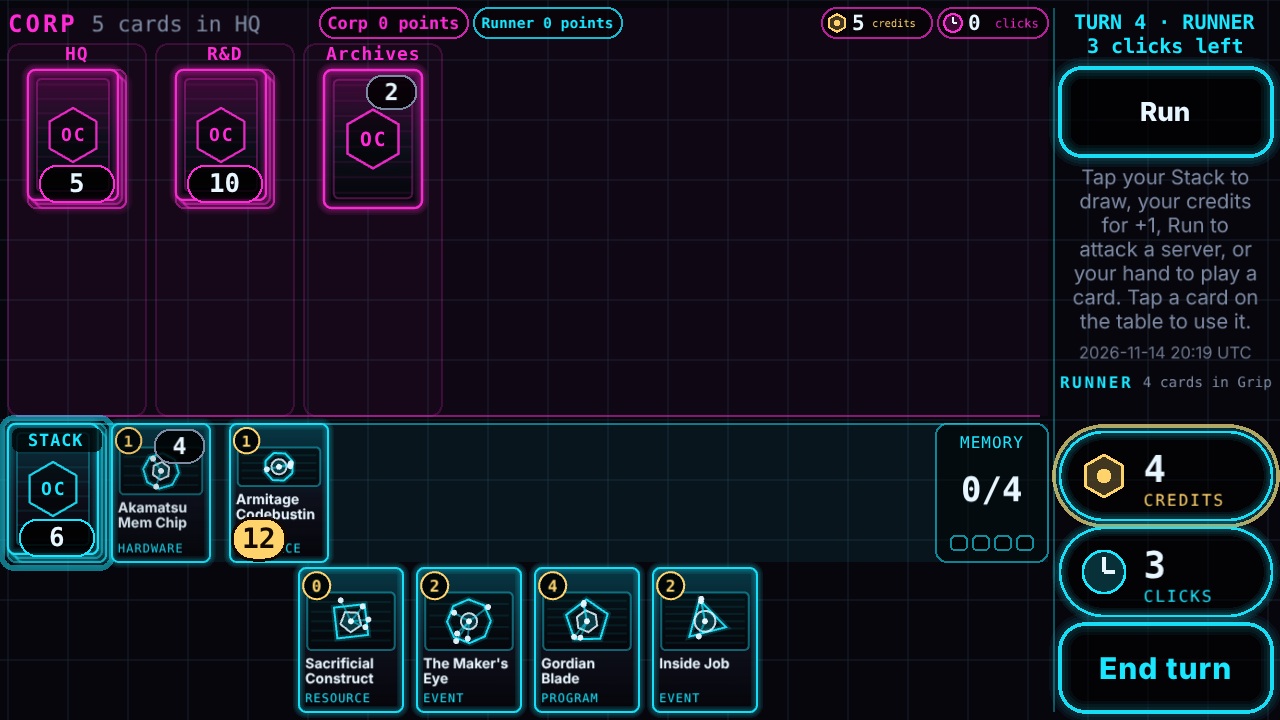 CORP 5 cards in HQ
Corp 0 points
Runner 0 points
5 credits
0 clicks
TURN 4 · RUNNER
3 clicks left
HQ
R&D
Archives
OC
5
OC
10
2
OC
Run
Tap your Stack to
draw, your credits
for +1, Run to
attack a server, or
your hand to play a
card. Tap a card on
the table to use it.
2026-11-14 20:19 UTC
RUNNER 4 cards in Grip
STACK
OC
6
1
4
Akamatsu
Mem Chip
HARDWARE
1
Armitage
Codebustin
12
CE
MEMORY
0/4
4
CREDITS
3
CLICKS
0
Sacrificial
Construct
RESOURCE
2
The Maker's
Eye
EVENT
4
Gordian
Blade
PROGRAM
2
Inside Job
EVENT
End turn